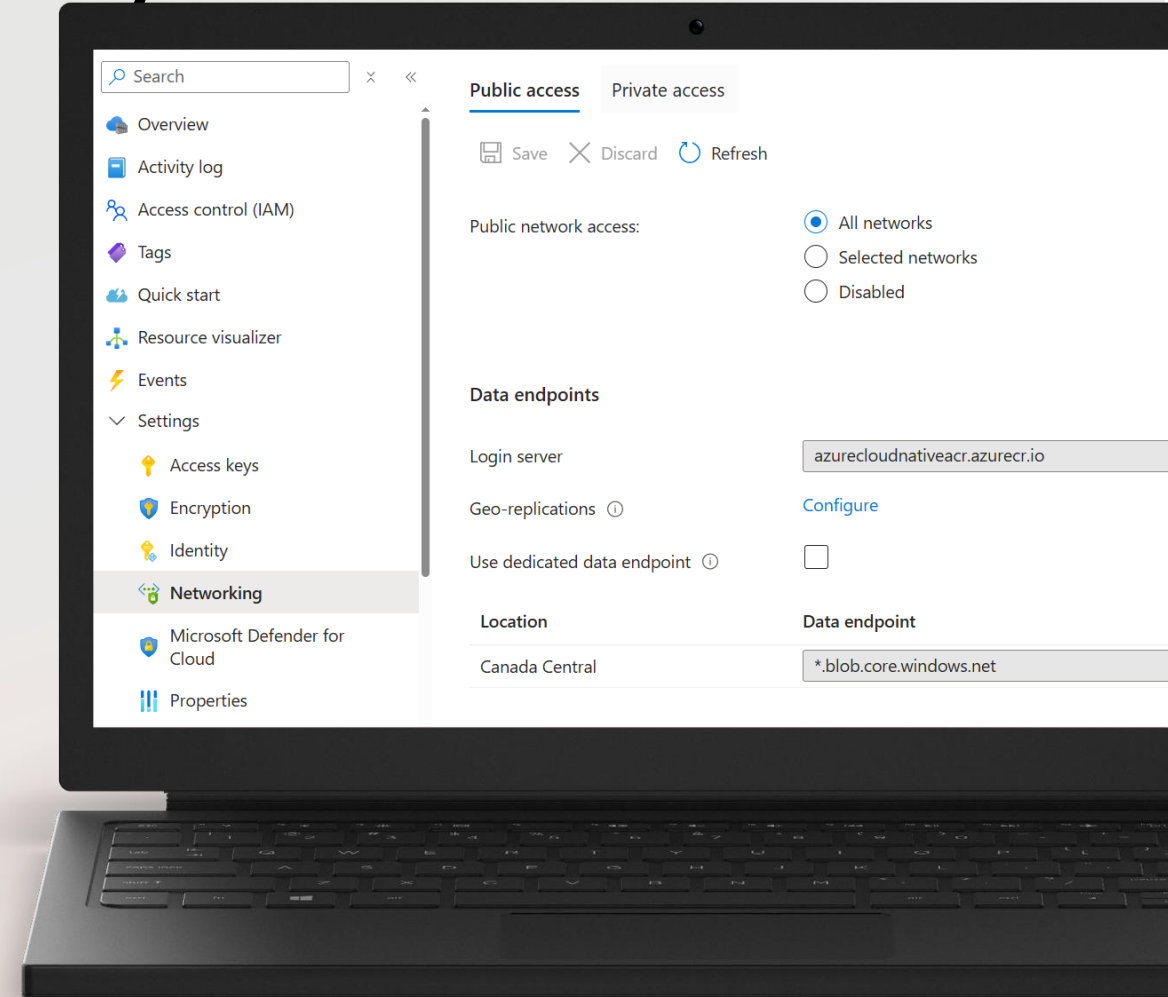 Search
Overview
Activity log
Access control (IAM)
Tags
Quick start
Resource visualizer
Events
Settings
Access keys
Encryption
Identity
Networking
Microsoft Defender for
Cloud
Properties
Public access Private access
Save Discard Refresh
Public network access:
All networks
Selected networks
Disabled
Data endpoints
Login server azurecloudnativeacr.azurecr.io
Geo-replications Configure
Use dedicated data endpoint
Location Data endpoint
Canada Central *.blob.core.windows.net